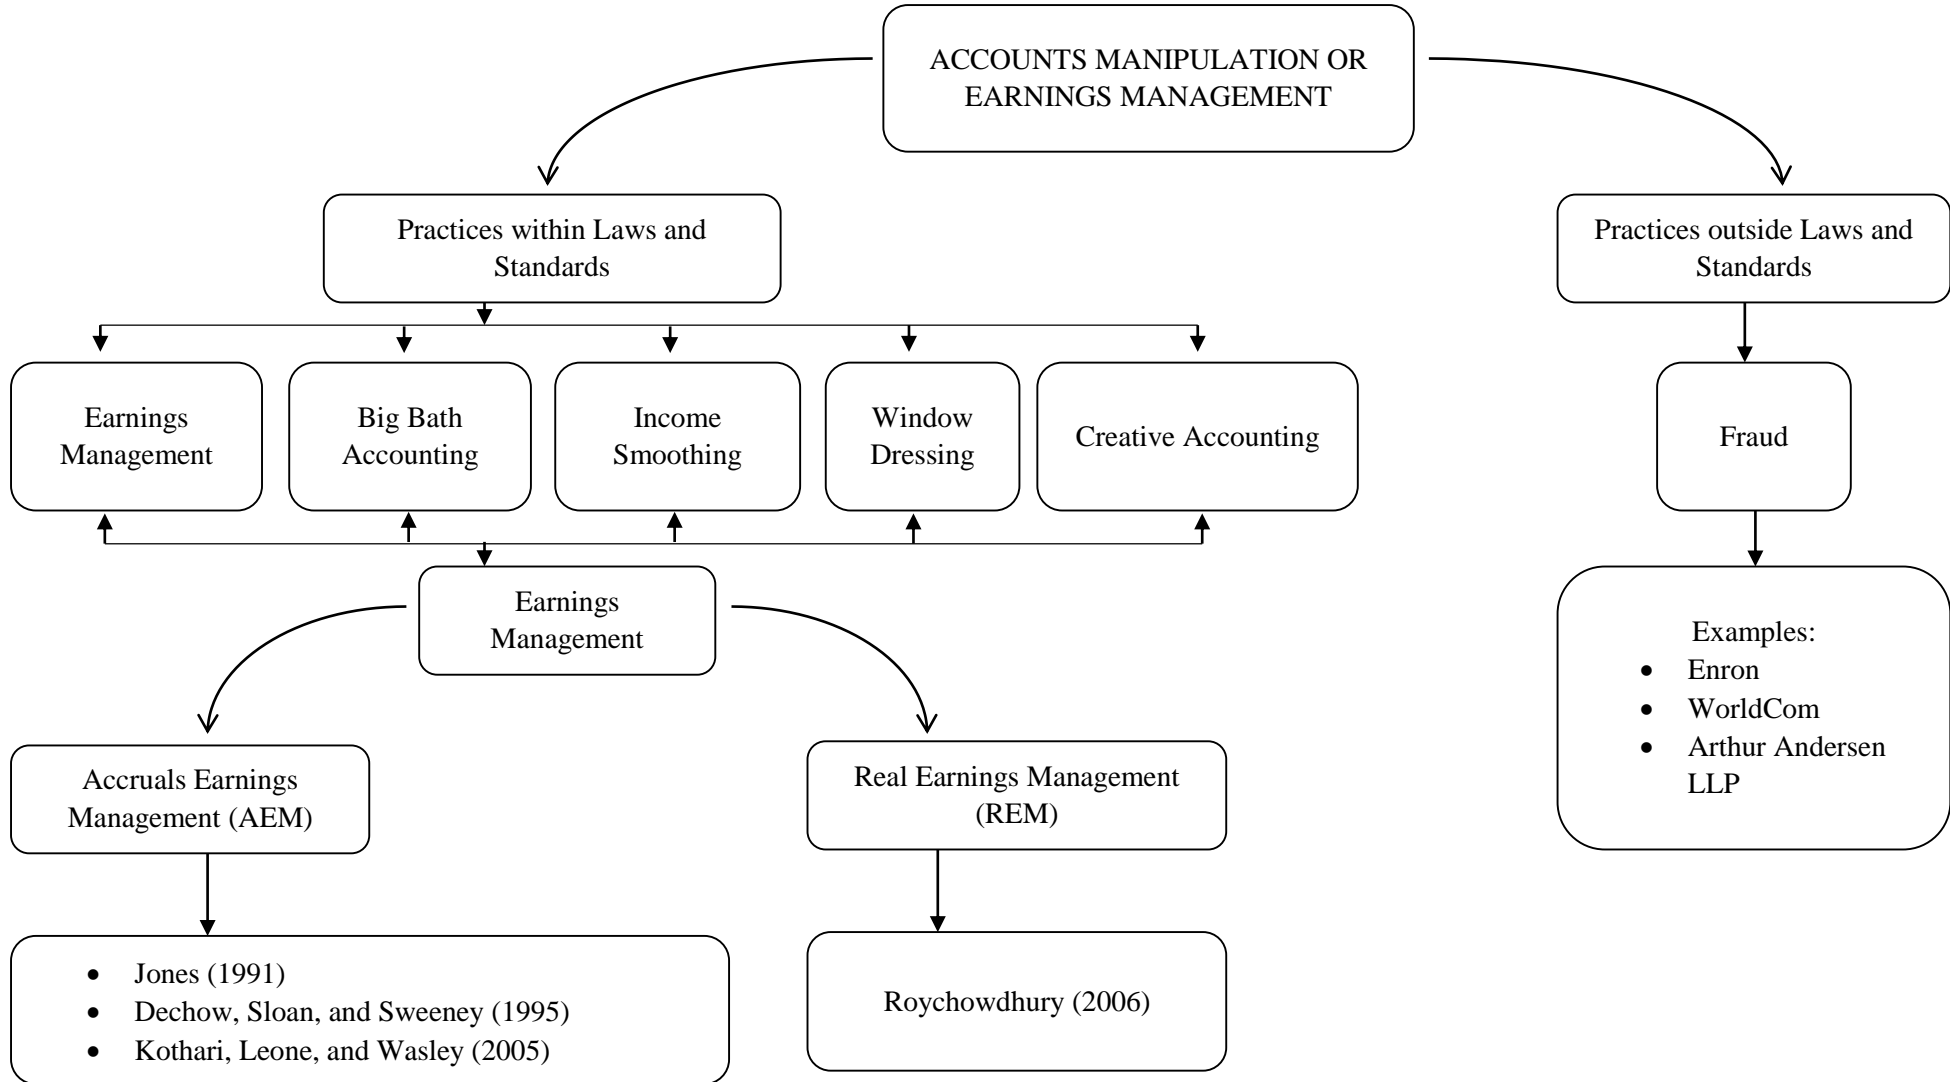 ACCOUNTS MANIPULATION OR
EARNINGS MANAGEMENT
Practices within Laws and
Standards
Practices outside Laws and
Standards
Earnings
Management
Big Bath
Accounting
Income
Smoothing
Window
Dressing
Creative Accounting
Fraud
Earnings
Management
Examples:
• Enron
• WorldCom
• Arthur Andersen
LLP
Accruals Earnings
Management (AEM)
Real Earnings Management
(REM)
• Jones (1991)
• Dechow, Sloan, and Sweeney (1995)
• Kothari, Leone, and Wasley (2005)
Roychowdhury (2006)